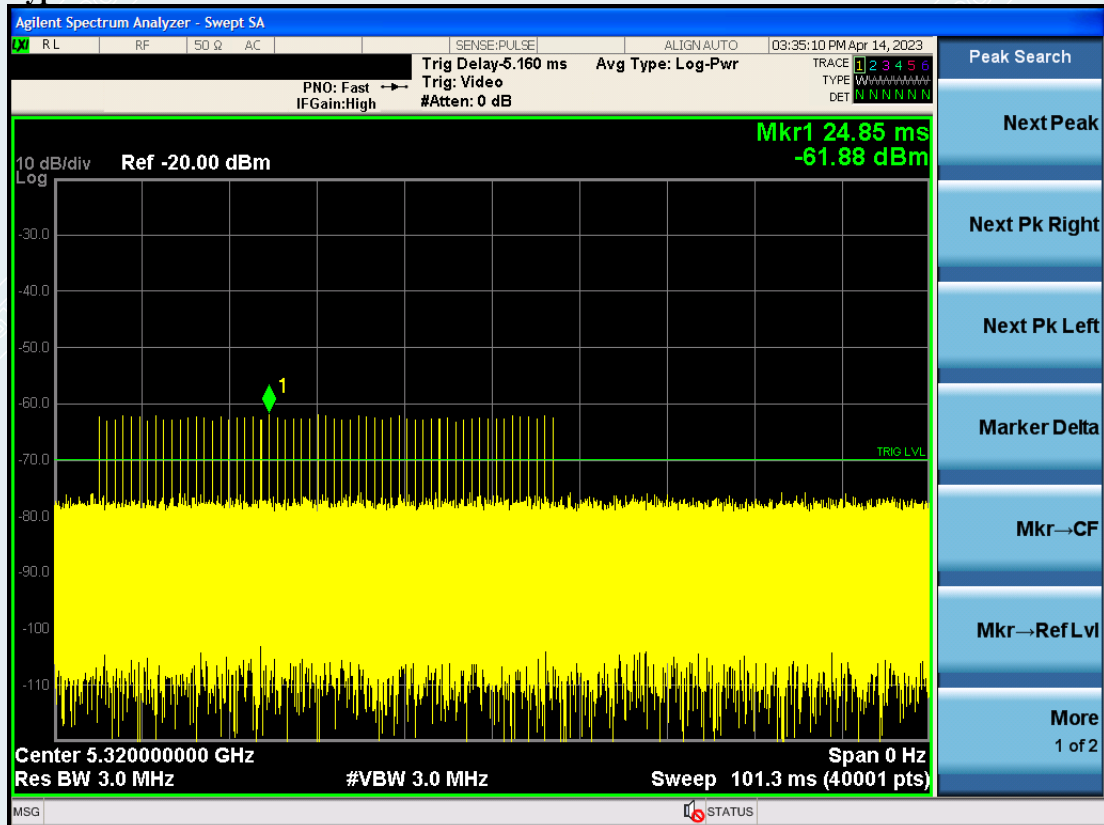 Agilent Spectrum Analyzer - Swept SA
LXI RL RF 50 Ω AC SENSE:PULSE ALIGN AUTO 03:35:10 PM Apr 14, 2023
Trig Delay-5.160 ms Avg Type: Log-Pwr TRACE 1 2 3 4 5 6
PNO: Fast Trig: Video TYPE WWWWWW
IFGain:High #Atten: 0 dB DET N N N N N N
Peak Search
Mkr1 24.85 ms
10 dB/div Ref -20.00 dBm -61.88 dBm
Log
-30.0
-40.0
-50.0
1
-60.0
-70.0 TRIG LVL
-80.0
-90.0
-100
-110
Center 5.320000000 GHz Span 0 Hz
Res BW 3.0 MHz #VBW 3.0 MHz Sweep 101.3 ms (40001 pts)
MSG STATUS
Next Peak
Next Pk Right
Next Pk Left
Marker Delta
Mkr→CF
Mkr→Ref Lvl
More
1 of 2